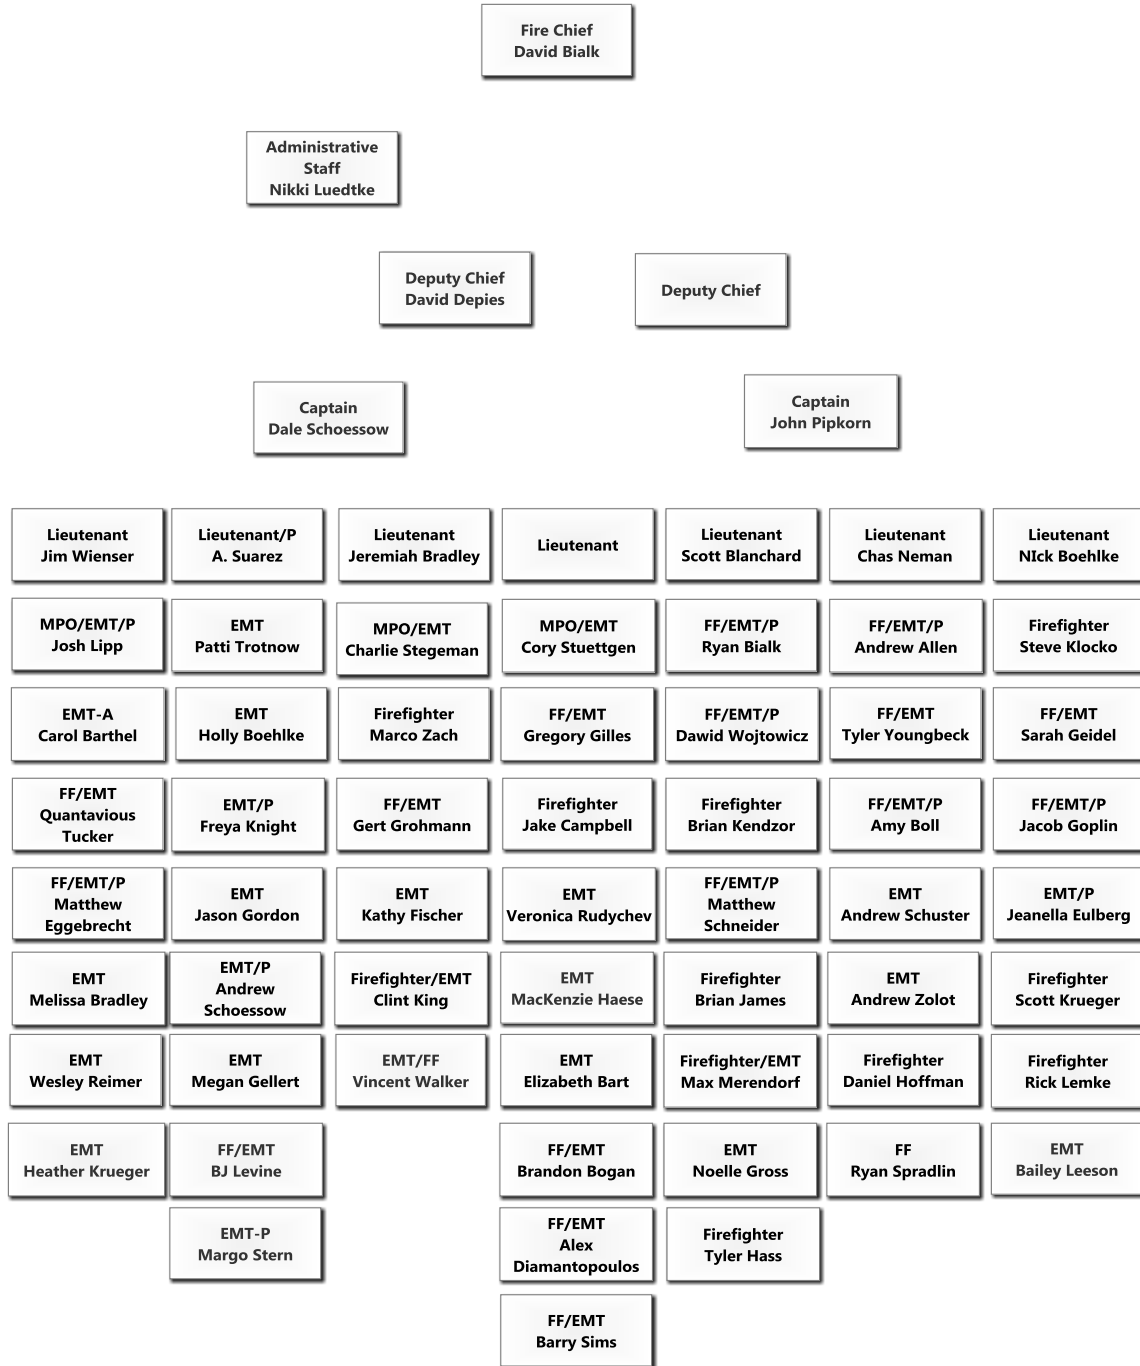 Fire Chief
David Bialk
Administrative
Staff
Nikki Luedtke
Deputy Chief
David Depies
Deputy Chief
Captain
Dale Schoessow
Captain
John Pipkorn
Lieutenant
Jim Wienser
Lieutenant/P
A. Suarez
Lieutenant
Jeremiah Bradley
Lieutenant
Lieutenant
Scott Blanchard
Lieutenant
Chas Neman
Lieutenant
NIck Boehlke
MPO/EMT/P
Josh Lipp
EMT
Patti Trotnow
MPO/EMT
Charlie Stegeman
MPO/EMT
Cory Stuettgen
FF/EMT/P
Ryan Bialk
FF/EMT/P
Andrew Allen
Firefighter
Steve Klocko
EMT-A
Carol Barthel
EMT
Holly Boehlke
Firefighter
Marco Zach
FF/EMT
Gregory Gilles
FF/EMT/P
Dawid Wojtowicz
FF/EMT
Tyler Youngbeck
FF/EMT
Sarah Geidel
FF/EMT
Quantavious
Tucker
EMT/P
Freya Knight
FF/EMT
Gert Grohmann
Firefighter
Jake Campbell
Firefighter
Brian Kendzor
FF/EMT/P
Amy Boll
FF/EMT/P
Jacob Goplin
FF/EMT/P
Matthew
Eggebrecht
EMT
Jason Gordon
EMT
Kathy Fischer
EMT
Veronica Rudychev
FF/EMT/P
Matthew
Schneider
EMT
Andrew Schuster
EMT/P
Jeanella Eulberg
EMT
Melissa Bradley
EMT/P
Andrew
Schoessow
Firefighter/EMT
Clint King
EMT
MacKenzie Haese
Firefighter
Brian James
EMT
Andrew Zolot
Firefighter
Scott Krueger
EMT
Wesley Reimer
EMT
Megan Gellert
EMT/FF
Vincent Walker
EMT
Elizabeth Bart
Firefighter/EMT
Max Merendorf
Firefighter
Daniel Hoffman
Firefighter
Rick Lemke
EMT
Heather Krueger
FF/EMT
BJ Levine
FF/EMT
Brandon Bogan
EMT
Noelle Gross
FF
Ryan Spradlin
EMT
Bailey Leeson
EMT-P
Margo Stern
FF/EMT
Alex
Diamantopoulos
Firefighter
Tyler Hass
FF/EMT
Barry Sims